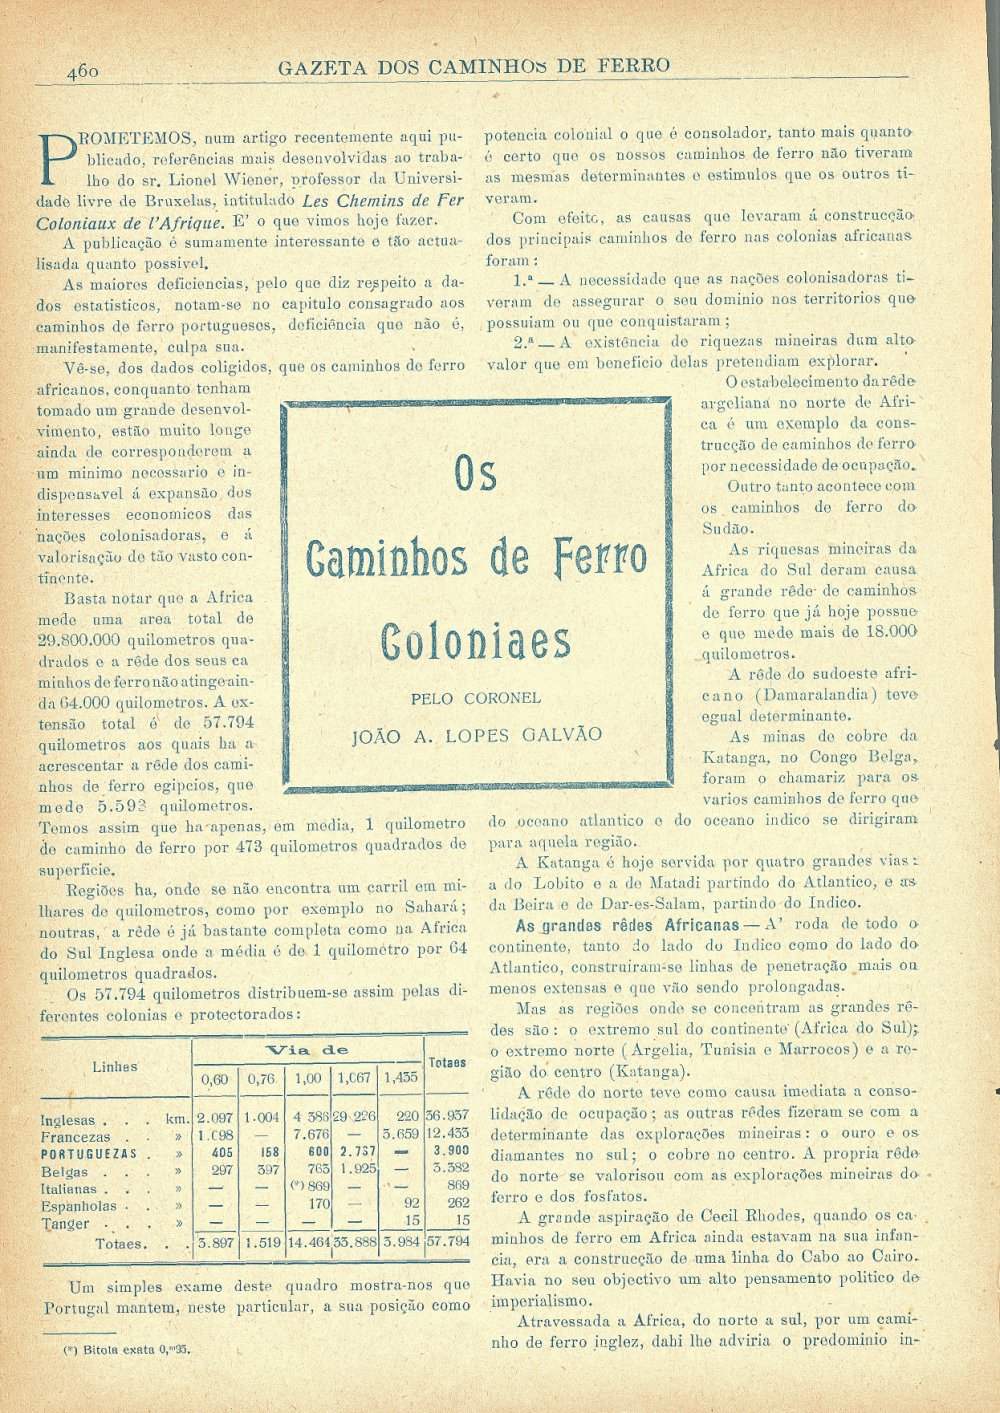 460
GAZETA DOS CAMINHOS DE FERRO
PROMETEMOS, num artigo recentemente aqui pu-
blicado, referências mais desenvolvidas ao traba-
lho do sr. Lionel Wiener, professor da Universi-
dade livre de Bruxelas, intitulado Les Chemins de Fer
Coloniaux de l'Afrique. E' o que vimos hoje fazer.
A publicação é sumamente interessante e tão actua-
lisada quanto possivel.
As maiores deficiencias, pelo que diz respeito a da-
dos estatisticos, notam-se no capitulo consagrado aos
caminhos de ferro portugueses, deficiência que não é,
manifestamente, culpa sua.
Vê-se, dos dados coligidos, que os caminhos de ferro
africanos, conquanto tenham
tomado um grande desenvol-
vimento, estão muito longe
ainda de corresponderem a
um minimo necessario e in-
dispensavel á expansão dos
interesses economicos das
nações colonisadoras, e á
valorisação de tão vasto con-
tinente.
Basta notar que a Africa
mede uma area total de
29.800.000 quilometros qua-
drados e a rêde dos seus ca
minhos de ferro não atinge ain-
da 64.000 quilometros. A ex-
tensão total é de 57.794
quilometros aos quais ha a
acrescentar a rêde dos cami-
nhos de ferro egipcios, que
mede 5.593 quilometros.
Temos assim que ha apenas, em média, 1 quilometro
de caminho de ferro por 473 quilometros quadrados de
superficie.
Regiões ha, onde se não encontra um carril em mi-
lhares de quilometros, como por exemplo no Sahará;
noutras, a rêde é já bastante completa como na Africa
do Sul Inglesa onde a média é de 1 quilometro por 64
quilometros quadrados.
Os 57.794 quilometros distribuem-se assim pelas di-
ferentes colonias e protectorados:
Linhas Via de Totaes
0,60 0,76 1,00 1,067 1,435
Inglesas . . . km. 2.097 1.004 4 386 29 226 220 36.937
Francezas . . » 1.098 — 7.676 — 3.659 12.433
PORTUGUEZAS . » 405 158 600 2.737 — 3.900
Belgas . . . » 297 397 763 1.925 — 3.382
Italianas . . . » — — (*) 869 — — 869
Espanholas . . » — — 170 — 92 262
Tanger . . . » — — — — 15 15
Totaes. . . 3.897 1.519 14.464 33.888 3.984 57.794
Um simples exame deste quadro mostra-nos que
Portugal mantem, neste particular, a sua posição como
(*) Bitola exata 0,m95.
Os
Caminhos de Ferro
Coloniaes
PELO CORONEL
JOÃO A. LOPES GALVÃO
potencia colonial o que é consolador, tanto mais quanto
é certo que os nossos caminhos de ferro não tiveram
as mesmas determinantes e estimulos que os outros ti-
veram.
Com efeito, as causas que levaram á construcção
dos principais caminhos de ferro nas colonias africanas
foram:
1.ª — A necessidade que as nações colonisadoras ti-
veram de assegurar o seu dominio nos territorios que
possuiam ou que conquistaram;
2.ª — A existência de riquezas mineiras dum alto
valor que em beneficio delas pretendiam explorar.
O estabelecimento da rêde
argeliana no norte de Afri-
ca é um exemplo da cons-
trucção de caminhos de ferro
por necessidade de ocupação.
Outro tanto acontece com
os caminhos de ferro do
Sudão.
As riquesas mineiras da
Africa do Sul deram causa
á grande rêde de caminhos
de ferro que já hoje possue
e que mede mais de 18.000
quilometros.
A rêde do sudoeste afri-
cano (Damaralandia) teve
egual determinante.
As minas de cobre da
Katanga, no Congo Belga,
foram o chamariz para os
varios caminhos de ferro que
do oceano atlantico e do oceano indico se dirigiram
para aquela região.
A Katanga é hoje servida por quatro grandes vias:
a do Lobito e a de Matadi partindo do Atlantico, e as
da Beira e de Dar-es-Salam, partindo do Indico.
As grandes rêdes Africanas — A' roda de todo o
continente, tanto do lado do Indico como do lado do
Atlantico, construiram-se linhas de penetração mais ou
menos extensas e que vão sendo prolongadas.
Mas as regiões onde se concentram as grandes rê-
des são: o extremo sul do continente (Africa do Sul);
o extremo norte (Argelia, Tunisia e Marrocos) e a re-
gião do centro (Katanga).
A rêde do norte teve como causa imediata a conso-
lidação de ocupação; as outras rêdes fizeram se com a
determinante das explorações mineiras: o ouro e os
diamantes no sul; o cobre no centro. A propria rêde
do norte se valorisou com as explorações mineiras do
ferro e dos fosfatos.
A grande aspiração de Cecil Rhodes, quando os ca-
minhos de ferro em Africa ainda estavam na sua infan-
cia, era a construcção de uma linha do Cabo ao Cairo.
Havia no seu objectivo um alto pensamento politico de
imperialismo.
Atravessada a Africa, do norte a sul, por um cami-
nho de ferro inglez, dahi lhe adviria o predominio in-